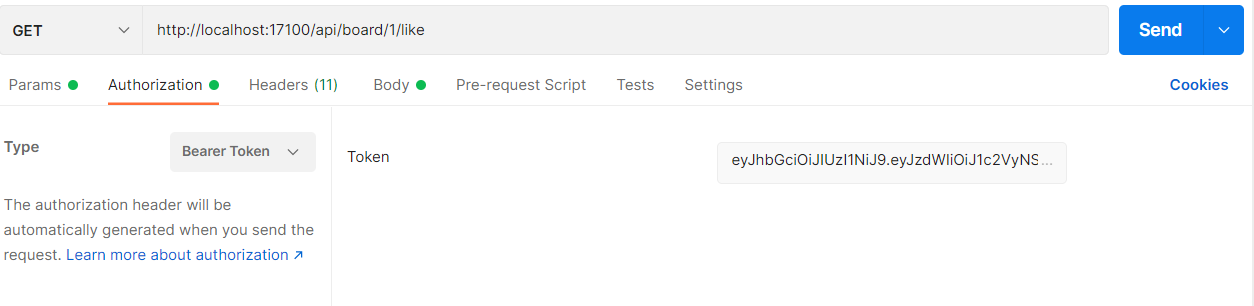 GET http://localhost:17100/api/board/1/like Send
Params Authorization Headers (11) Body Pre-request Script Tests Settings Cookies
Type Bearer Token Token eyJhbGciOiJIUzI1NiJ9.eyJzdWIiOiJ1c2VyNS ...
The authorization header will be
automatically generated when you send the
request. Learn more about authorization ↗